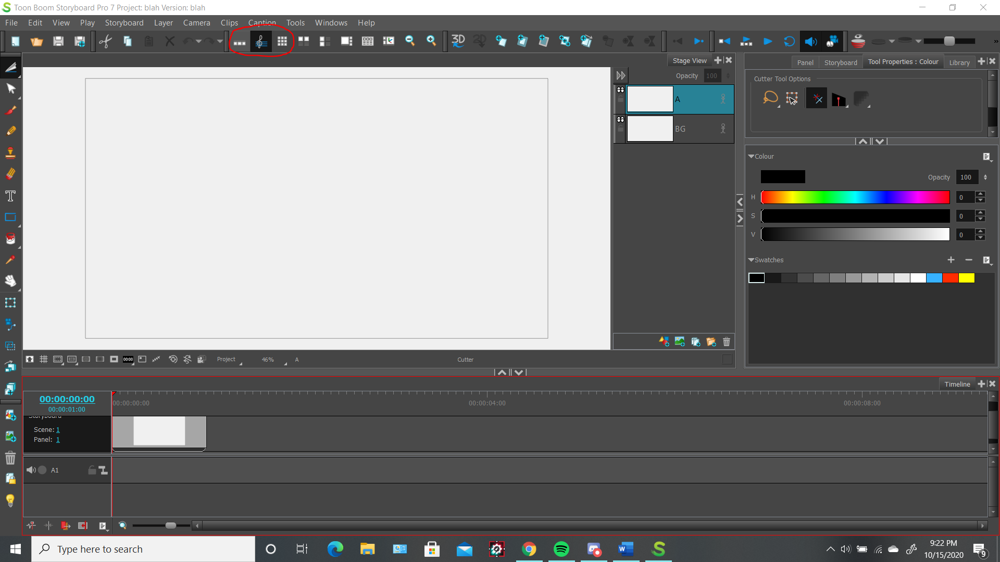 Toon Boom Storyboard Pro 7 Project: blah Version: blah
File Edit View Play Storyboard Layer Camera Clips Caption Tools Windows Help
3D 2D »
Stage View
Opacity 100
A
BG
Panel Storyboard Tool Properties : Colour Library
Cutter Tool Options
Colour
Opacity 100
H 0
S 0
V 0
Swatches
T
00:00 Project 46% A Cutter
Timeline
00:00:00:00
00:00:01:00
00:00:00:00 00:00:04:00 00:00:08:00
Storyboard
Scene: 1
Panel: 1
A1
Type here to search
9:22 PM
10/15/2020
9